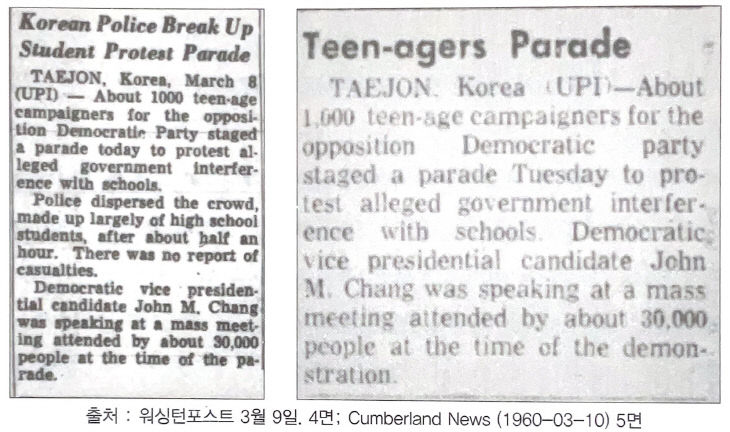 Korean Police Break Up
Student Protest Parade
TAEJON, Korea, March 8
(UPI) — About 1000 teen-age
campaigners for the opposi-
tion Democratic Party staged
a parade today to protest al-
leged government interfer-
ence with schools.
Police dispersed the crowd,
made up largely of high school
students, after about half an
hour. There was no report of
casualties.
Democratic vice presiden-
tial candidate John M. Chang
was speaking at a mass meet-
ing attended by about 30,000
people at the time of the pa-
rade.
Teen-agers Parade
TAEJON, Korea (UPI)—About
1,000 teen-age campaigners for the
opposition Democratic party
staged a parade Tuesday to pro-
test alleged government interfer-
ence with schools. Democratic
vice presidential candidate John
M. Chang was speaking at a mass
meeting attended by about 30,000
people at the time of the demon-
stration.
출처 : 워싱턴포스트 3월 9일. 4면; Cumberland News (1960-03-10) 5면